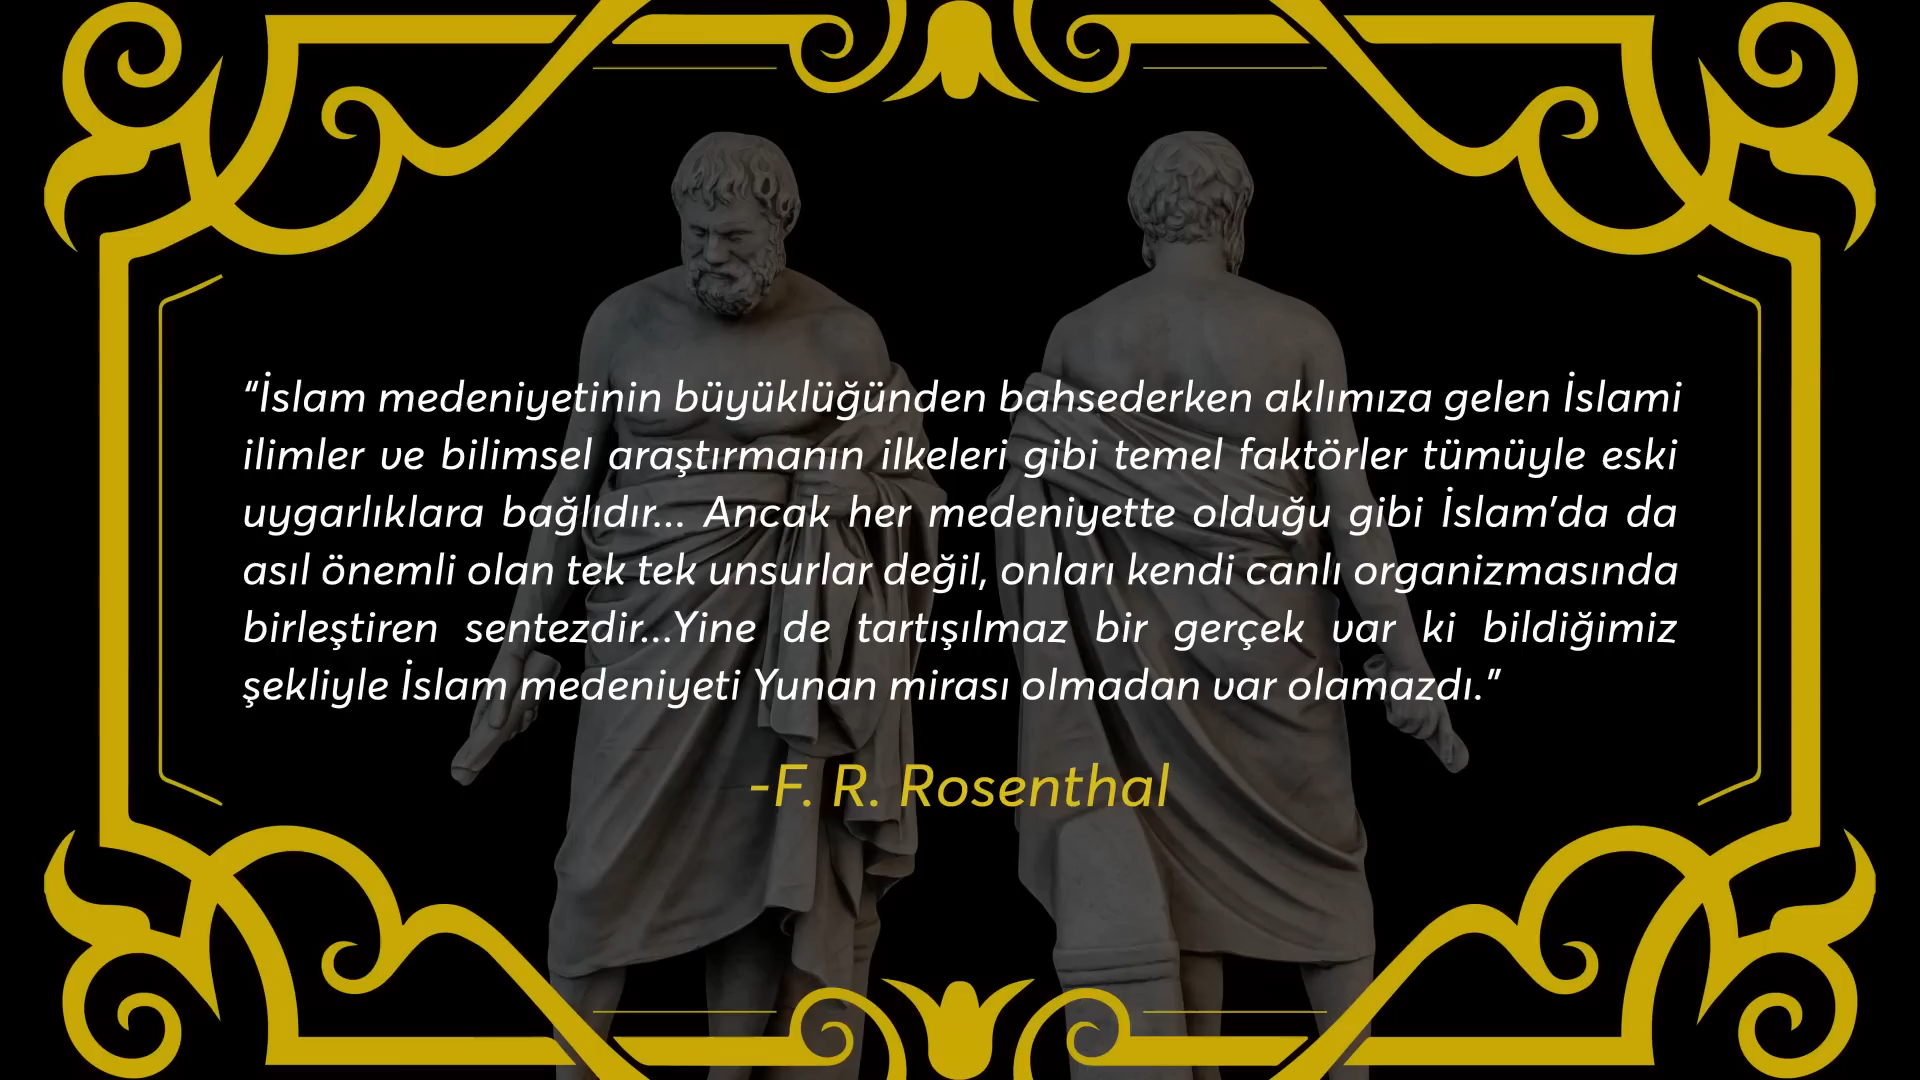 “İslam medeniyetinin büyüklüğünden bahsederken aklımıza gelen İslami
ilimler ve bilimsel araştırmanın ilkeleri gibi temel faktörler tümüyle eski
uygarlıklara bağlıdır... Ancak her medeniyette olduğu gibi İslam’da da
asıl önemli olan tek tek unsurlar değil, onları kendi canlı organizmasında
birleştiren sentezdir...Yine de tartışılmaz bir gerçek var ki bildiğimiz
şekliyle İslam medeniyeti Yunan mirası olmadan var olamazdı.”
-F. R. Rosenthal